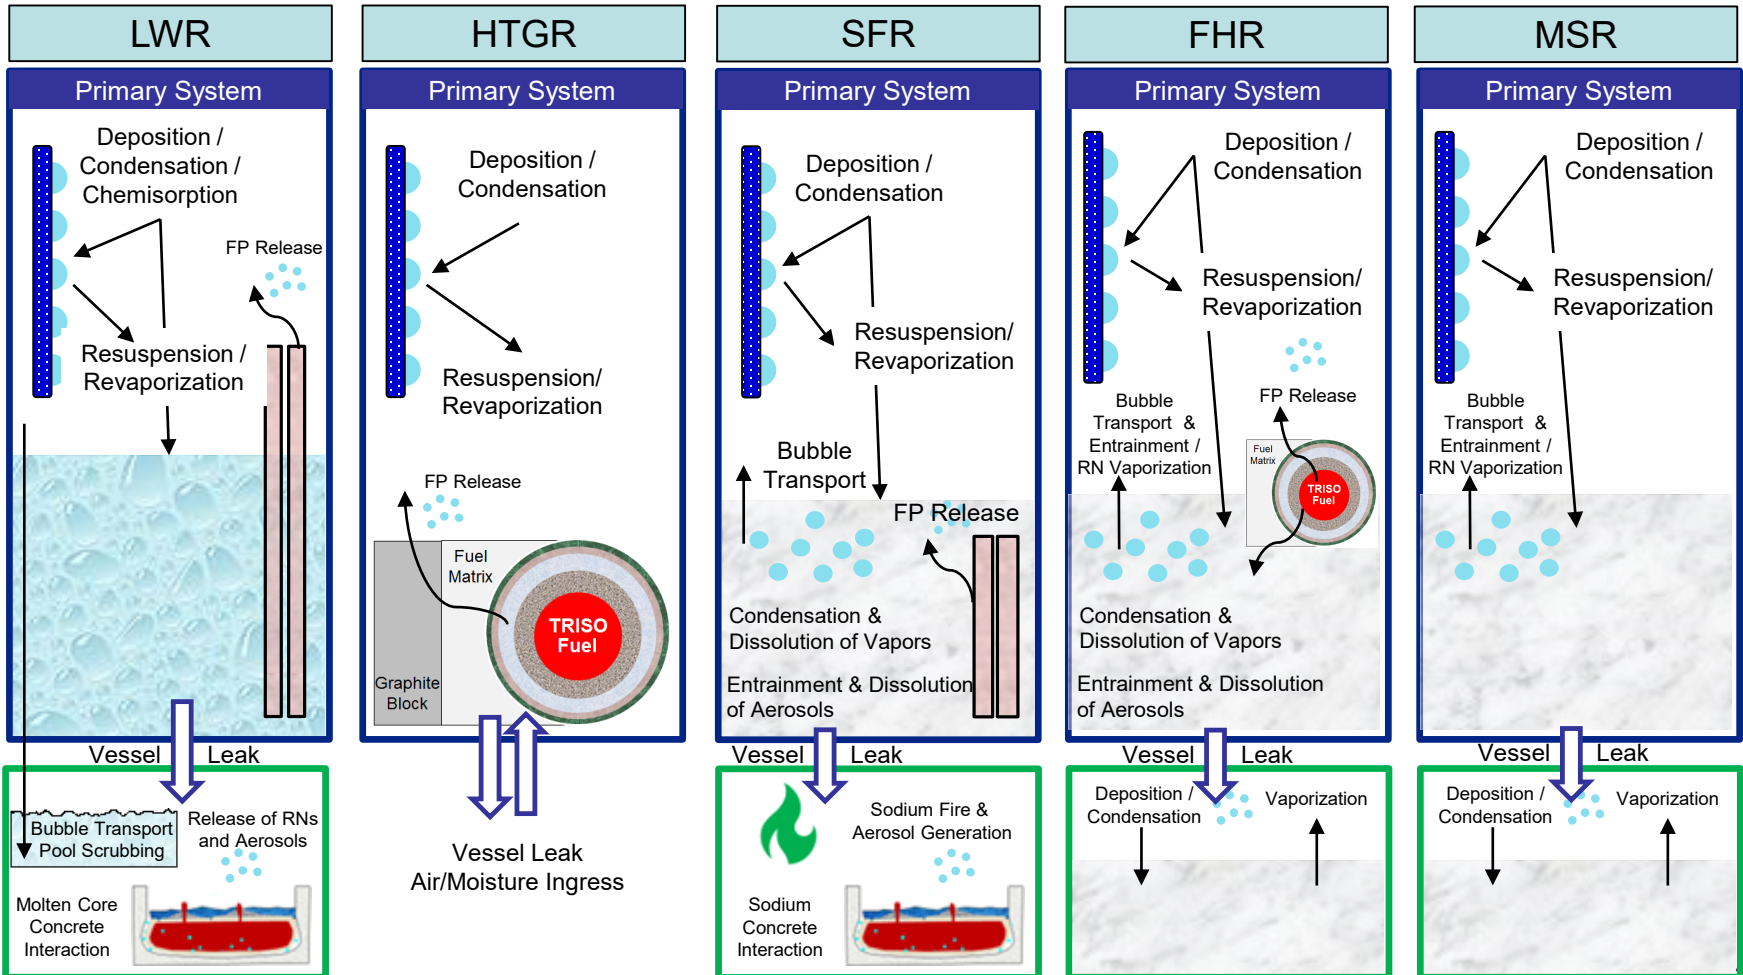 LWR
Primary System
Deposition /
Condensation /
Chemisorption
FP Release
Resuspension /
Revaporization
Vessel Leak
Bubble Transport
Pool Scrubbing
Release of RNs
and Aerosols
Molten Core
Concrete
Interaction
HTGR
Primary System
Deposition /
Condensation
Resuspension/
Revaporization
FP Release
Fuel
Matrix
TRISO
Fuel
Graphite
Block
Vessel Leak
Air/Moisture Ingress
SFR
Primary System
Deposition /
Condensation
Resuspension/
Revaporization
Bubble
Transport
FP Release
Condensation &
Dissolution of Vapors
Entrainment & Dissolution
of Aerosols
Vessel Leak
Sodium Fire &
Aerosol Generation
Sodium
Concrete
Interaction
FHR
Primary System
Deposition /
Condensation
Resuspension/
Revaporization
Bubble
Transport &
Entrainment /
RN Vaporization
FP Release
Fuel
Matrix
TRISO
Fuel
Condensation &
Dissolution of Vapors
Entrainment & Dissolution
of Aerosols
Vessel Leak
Deposition /
Condensation
Vaporization
MSR
Primary System
Deposition /
Condensation
Resuspension/
Revaporization
Bubble
Transport &
Entrainment /
RN Vaporization
Vessel Leak
Deposition /
Condensation
Vaporization